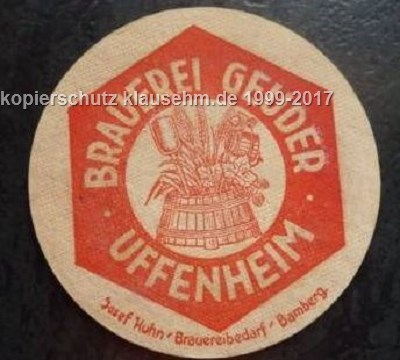 kopierschutz klausehm.de 1999-2017
BRAUEREI GEUDER
· UFFENHEIM ·
Josef Kuhn - Brauereibedarf - Bamberg.